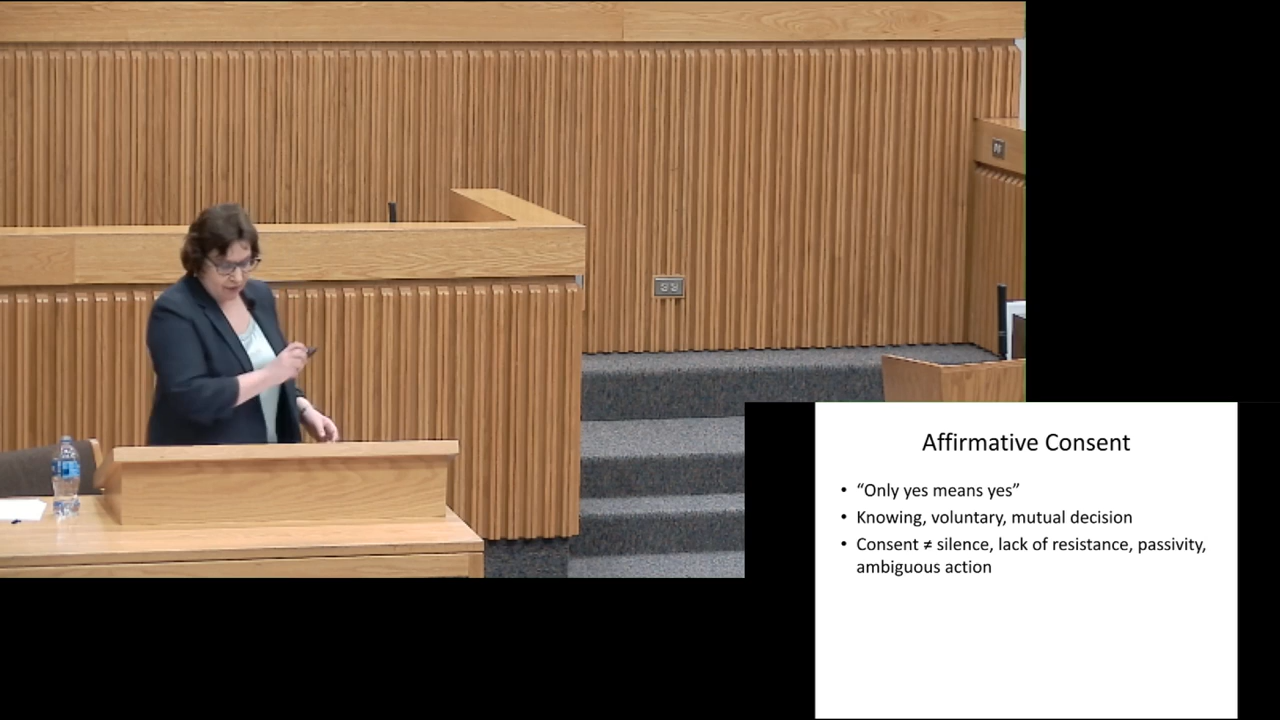 Affirmative Consent
• “Only yes means yes”
• Knowing, voluntary, mutual decision
• Consent ≠ silence, lack of resistance, passivity,
ambiguous action